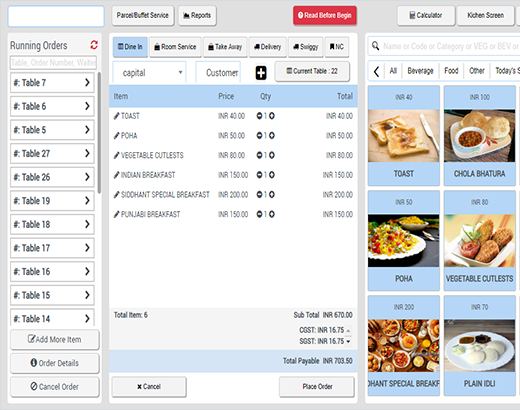 Parcel/Buffet Service
Reports
Read Before Begin
Calculator
Kichen Screen
Running Orders
Table, Order Number, Waiter
#: Table 7
#: Table 6
#: Table 5
#: Table 27
#: Table 26
#: Table 19
#: Table 18
#: Table 17
#: Table 16
#: Table 15
#: Table 14
Add More Item
Order Details
Cancel Order
Dine In
Room Service
Take Away
Delivery
Swiggy
NC
capital
Customer
Current Table : 22
Item Price Qty Total
TOAST INR 40.00 1 INR 40.00
POHA INR 50.00 1 INR 50.00
VEGETABLE CUTLESTS INR 80.00 1 INR 80.00
INDIAN BREAKFAST INR 150.00 1 INR 150.00
SIDDHANT SPECIAL BREAKFAST INR 200.00 1 INR 200.00
PUNJABI BREAKFAST INR 150.00 1 INR 150.00
Total Item: 6
Sub Total INR 670.00
CGST: INR 16.75
SGST: INR 16.75
Total Payable INR 703.50
Cancel
Place Order
Name or Code or Category or VEG or BEV or
All Beverage Food Other Today's S
INR 40
TOAST
INR 100
CHOLA BHATURA
INR 50
POHA
INR 80
VEGETABLE CUTLESTS
INR 200
DHANT SPECIAL BREAKF
INR 70
PLAIN IDLI